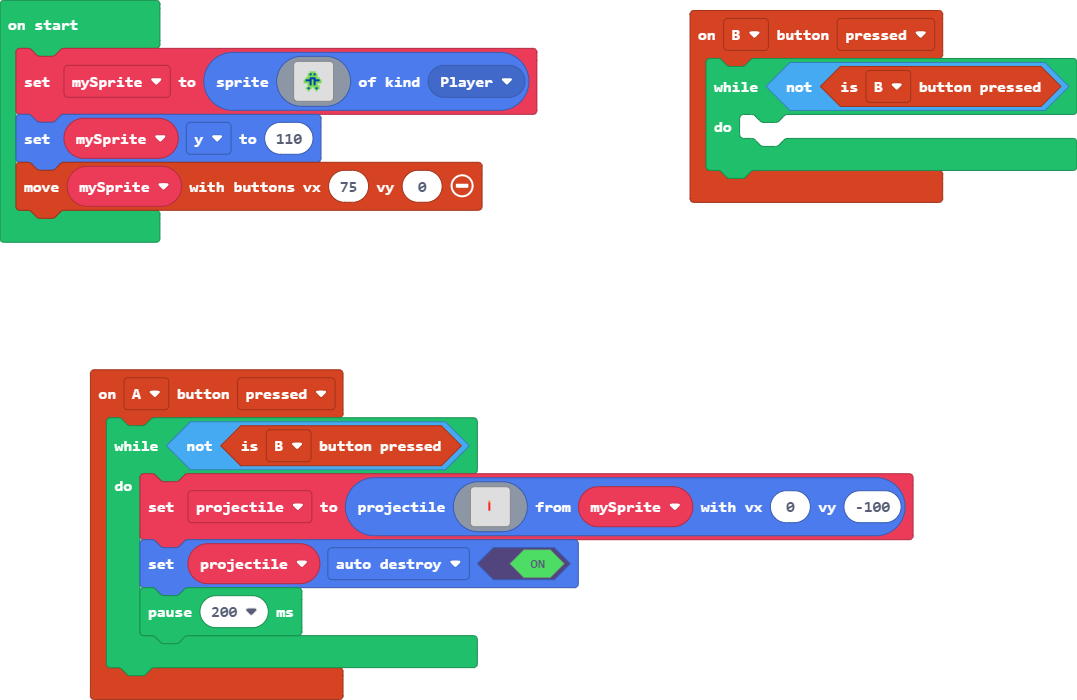 on start
set mySprite to sprite of kind Player
set mySprite y to 110
move mySprite with buttons vx 75 vy 0
on B button pressed
while not is B button pressed
do
on A button pressed
while not is B button pressed
do
set projectile to projectile from mySprite with vx 0 vy -100
set projectile auto destroy ON
pause 200 ms